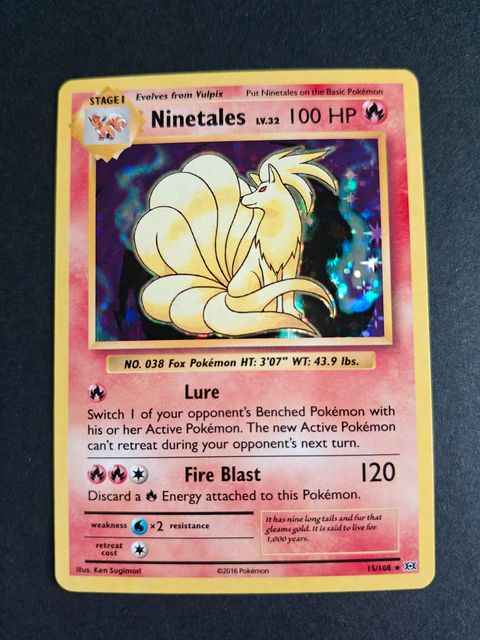 STAGE 1 Evolves from Vulpix Put Ninetales on the Basic Pokémon
Ninetales LV.32 100 HP
NO. 038 Fox Pokémon HT: 3'07" WT: 43.9 lbs.
Lure
Switch 1 of your opponent's Benched Pokémon with
his or her Active Pokémon. The new Active Pokémon
can't retreat during your opponent's next turn.
Fire Blast 120
Discard a Energy attached to this Pokémon.
weakness ×2 resistance
retreat
cost
It has nine long tails and fur that
gleams gold. It is said to live for
1,000 years.
Illus. Ken Sugimori ©2016 Pokémon 15/108 ★